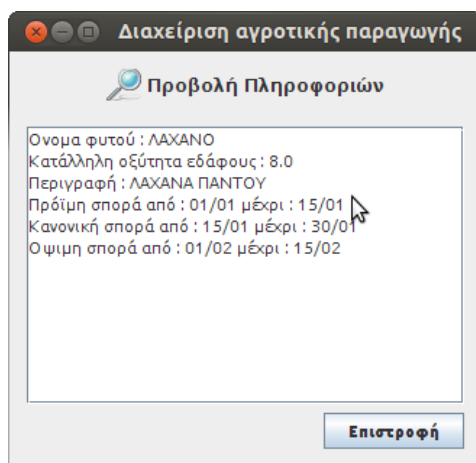 Διαχείριση αγροτικής παραγωγής
Προβολή Πληροφοριών
Ονομα φυτού : ΛΑΧΑΝΟ
Κατάλληλη οξύτητα εδάφους : 8.0
Περιγραφή : ΛΑΧΑΝΑ ΠΑΝΤΟΥ
Πρόϊμη σπορά από : 01/01 μέχρι : 15/01
Κανονική σπορά από : 15/01 μέχρι : 30/01
Οψιμη σπορά από : 01/02 μέχρι : 15/02
Επιστροφή